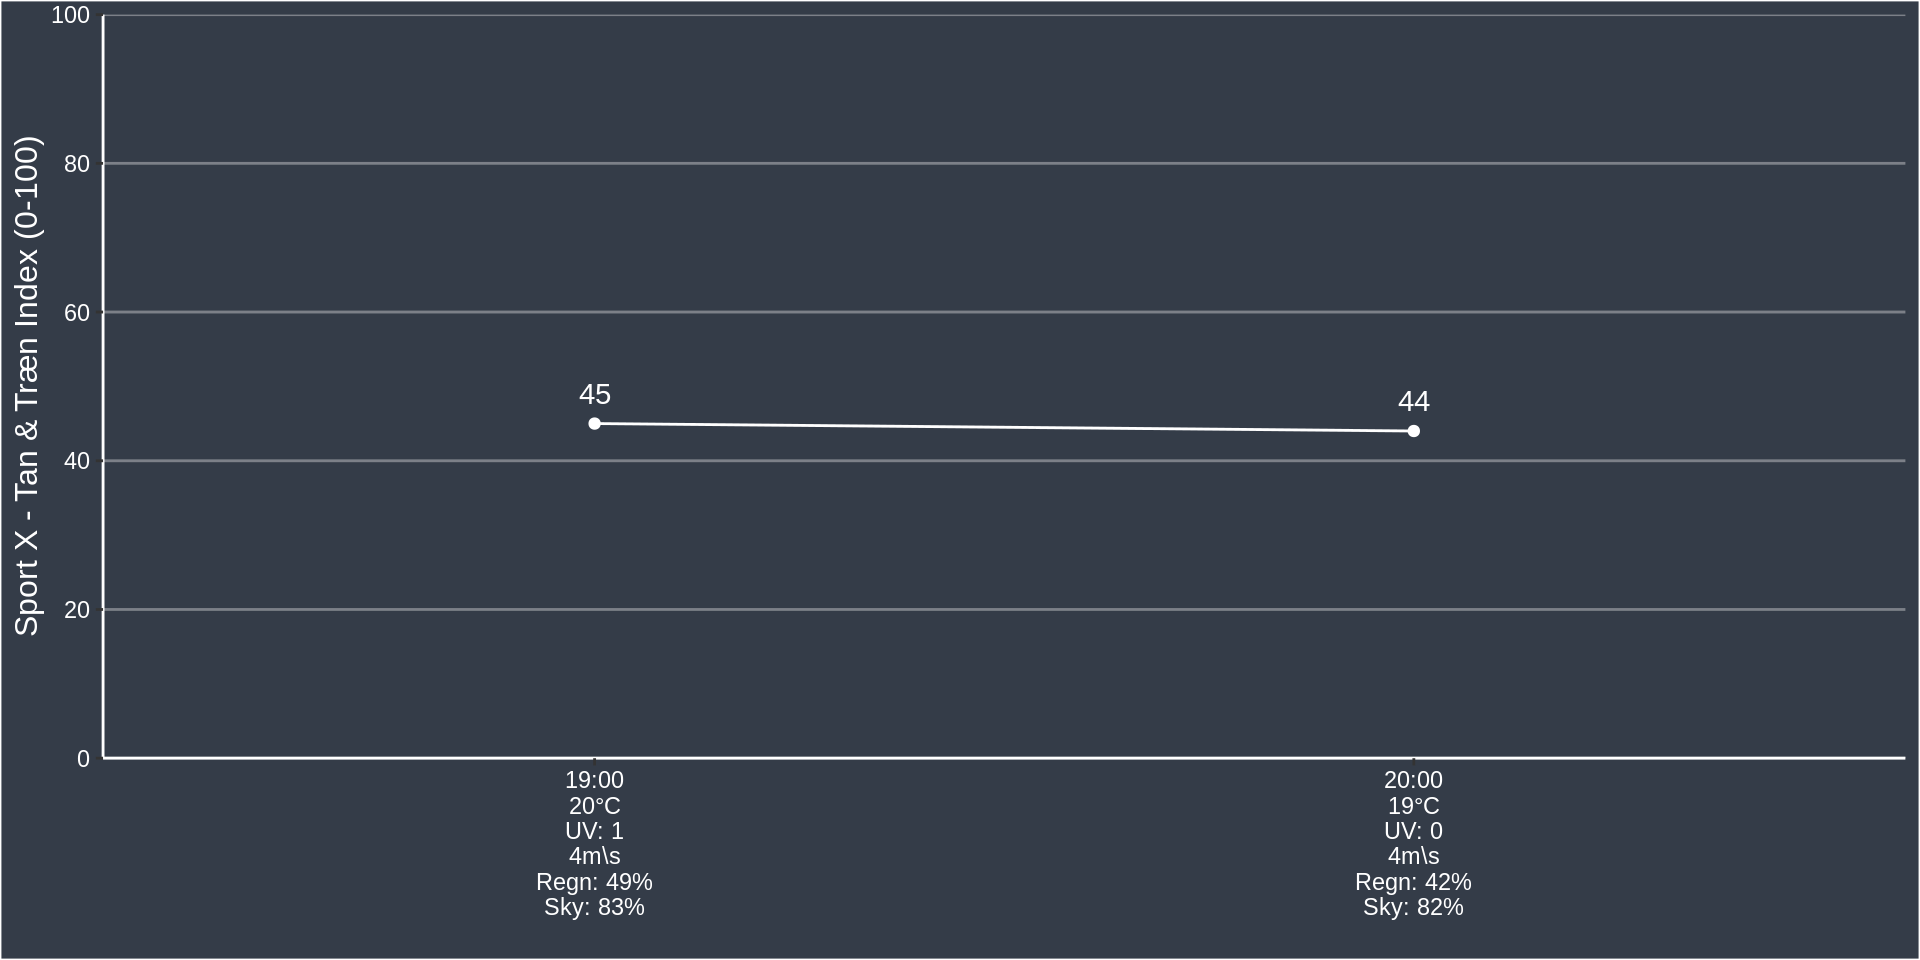 Sport X - Tan & Træn Index (0-100)
100
80
60
40
20
0
45
44
19:00
20°C
UV: 1
4m\s
Regn: 49%
Sky: 83%
20:00
19°C
UV: 0
4m\s
Regn: 42%
Sky: 82%